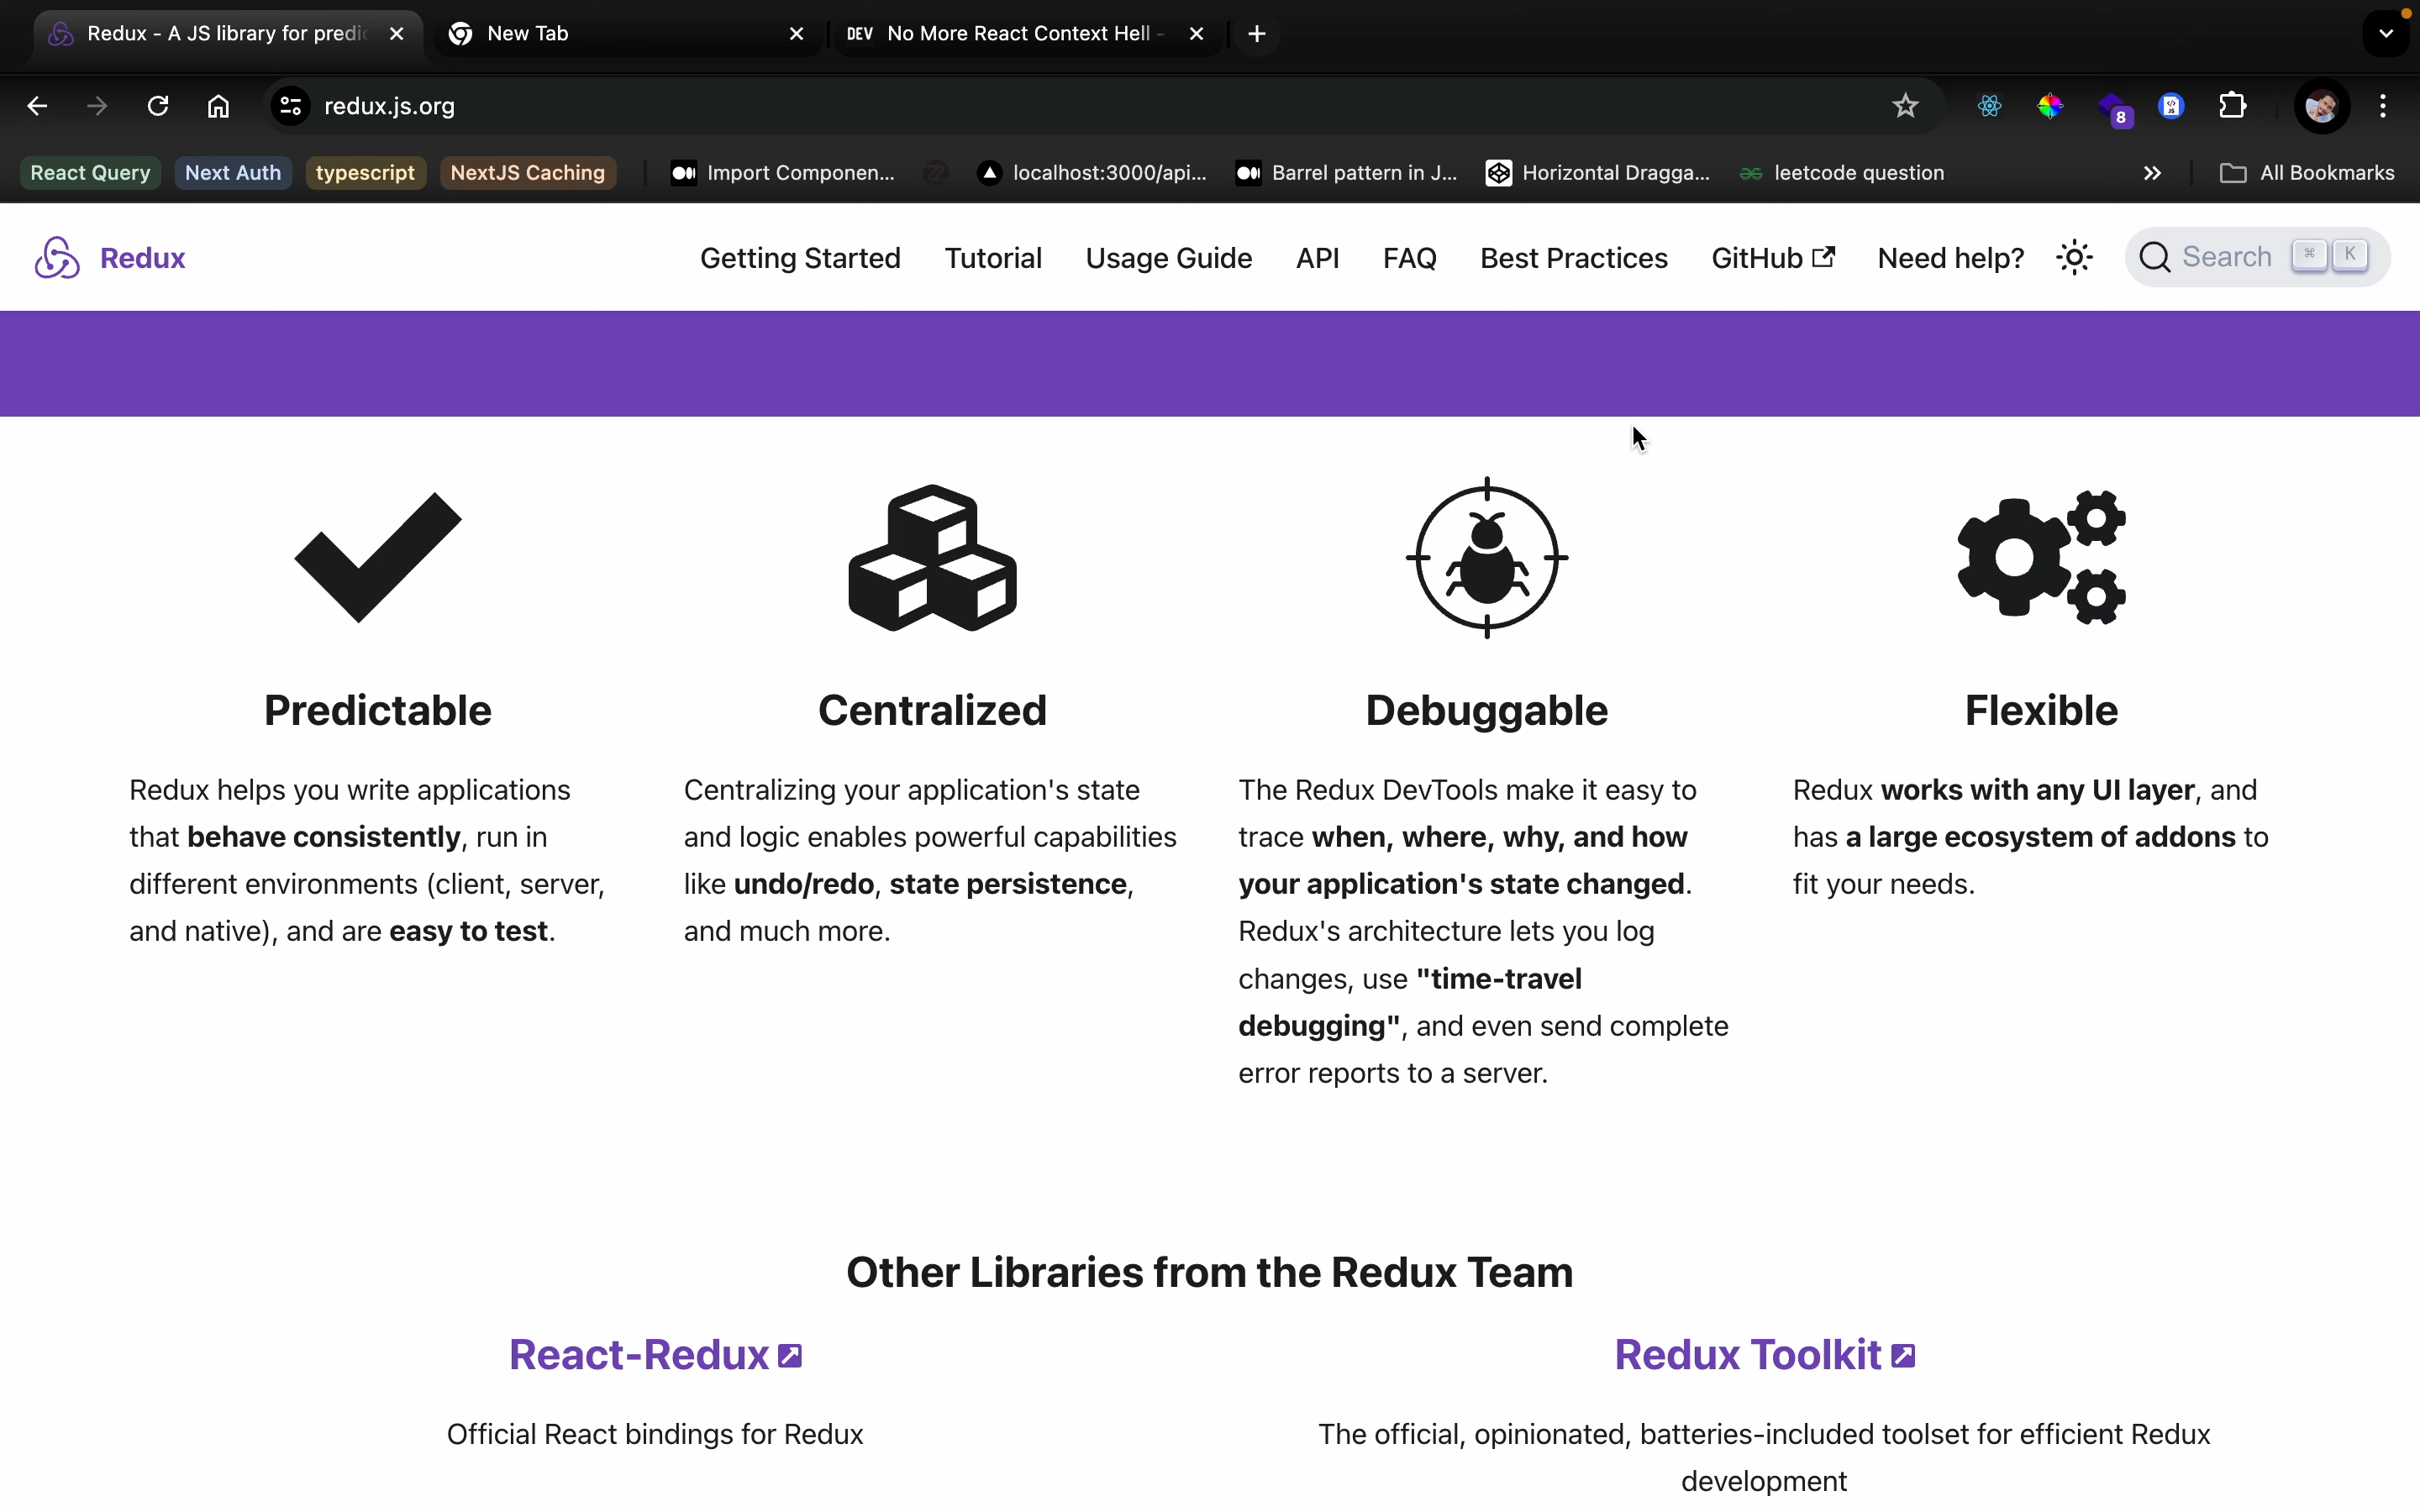 Redux - A JS library for predic
New Tab
DEV No More React Context Hell -
redux.js.org
8
React Query
Next Auth
typescript
NextJS Caching
Import Componen...
localhost:3000/api...
Barrel pattern in J...
Horizontal Dragga...
leetcode question
All Bookmarks
Redux
Getting Started
Tutorial
Usage Guide
API
FAQ
Best Practices
GitHub
Need help?
Search ⌘ K
Predictable
Redux helps you write applications
that behave consistently, run in
different environments (client, server,
and native), and are easy to test.
Centralized
Centralizing your application's state
and logic enables powerful capabilities
like undo/redo, state persistence,
and much more.
Debuggable
The Redux DevTools make it easy to
trace when, where, why, and how
your application's state changed.
Redux's architecture lets you log
changes, use "time-travel
debugging", and even send complete
error reports to a server.
Flexible
Redux works with any UI layer, and
has a large ecosystem of addons to
fit your needs.
Other Libraries from the Redux Team
React-Redux
Official React bindings for Redux
Redux Toolkit
The official, opinionated, batteries-included toolset for efficient Redux
development